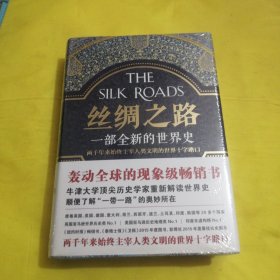 THE
SILK ROADS
丝绸之路
一部全新的世界史
两千年来始终主宰人类文明的世界十字路口
轰动全球的现象级畅销书
牛津大学顶尖历史学家重新解读世界史
顺便了解“一带一路”的奥妙所在
两千年来始终主宰人类文明的世界十字路口